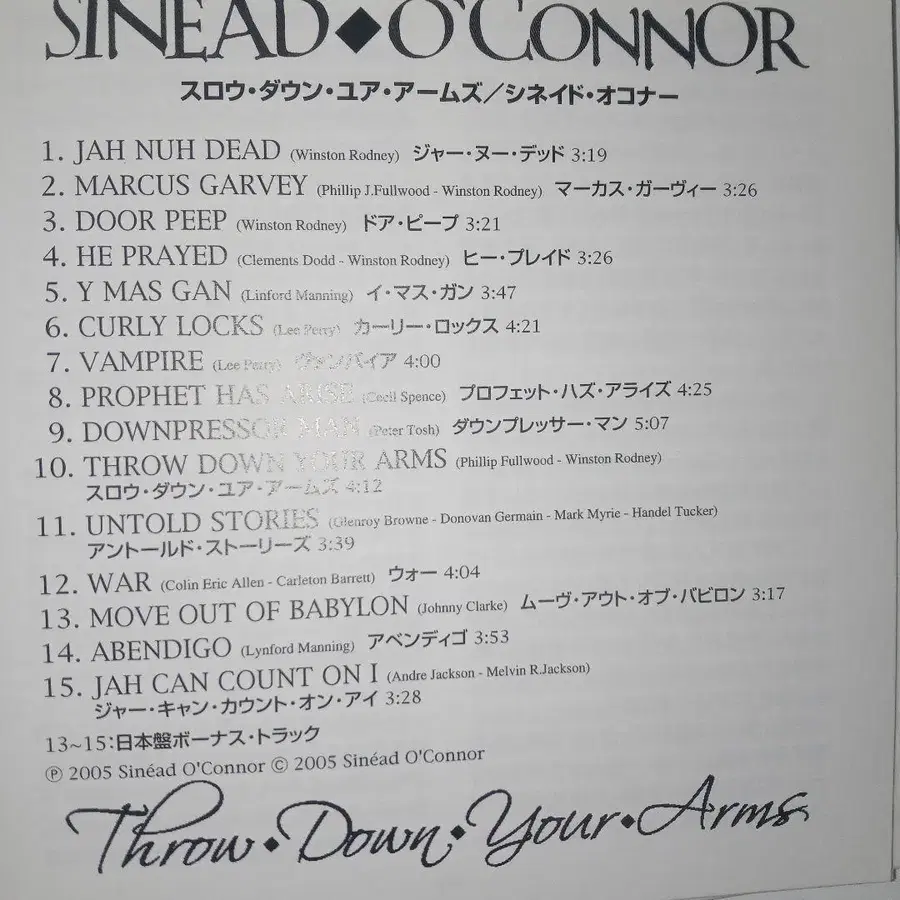 SINEAD◆O'CONNOR
スロウ・ダウン・ユア・アームズ／シネイド・オコナー
1. JAH NUH DEAD (Winston Rodney) ジャー・ヌー・デッド 3:19
2. MARCUS GARVEY (Phillip J.Fullwood - Winston Rodney) マーカス・ガーヴィー 3:26
3. DOOR PEEP (Winston Rodney) ドア・ピープ 3:21
4. HE PRAYED (Clements Dodd - Winston Rodney) ヒー・プレイド 3:26
5. Y MAS GAN (Linford Manning) イ・マス・ガン 3:47
6. CURLY LOCKS (Lee Perry) カーリー・ロックス 4:21
7. VAMPIRE (Lee Perry) ヴァンパイア 4:00
8. PROPHET HAS ARISE (Cecil Spence) プロフェット・ハズ・アライズ 4:25
9. DOWNPRESSOR MAN (Peter Tosh) ダウンプレッサー・マン 5:07
10. THROW DOWN YOUR ARMS (Phillip Fullwood - Winston Rodney)
スロウ・ダウン・ユア・アームズ 4:12
11. UNTOLD STORIES (Glenroy Browne - Donovan Germain - Mark Myrie - Handel Tucker)
アントールド・ストーリーズ 3:39
12. WAR (Colin Eric Allen - Carleton Barrett) ウォー 4:04
13. MOVE OUT OF BABYLON (Johnny Clarke) ムーヴ・アウト・オブ・バビロン 3:17
14. ABENDIGO (Lynford Manning) アベンディゴ 3:53
15. JAH CAN COUNT ON I (Andre Jackson - Melvin R.Jackson)
ジャー・キャン・カウント・オン・アイ 3:28
13~15:日本盤ボーナス・トラック
Ⓟ 2005 Sinéad O'Connor © 2005 Sinéad O'Connor
Throw◆Down◆Your◆Arms